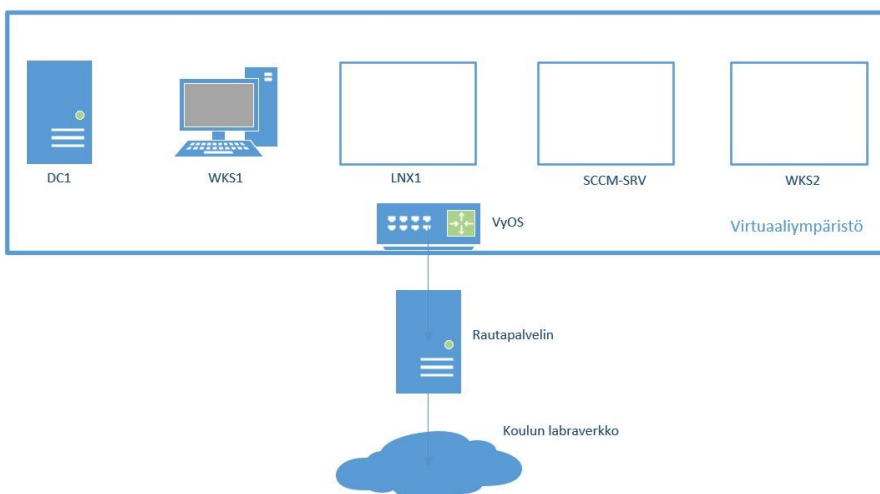 DC1
WKS1
LNX1
SCCM-SRV
WKS2
VyOS
Virtuaaliympäristö
Rautapalvelin
Koulun labraverkko